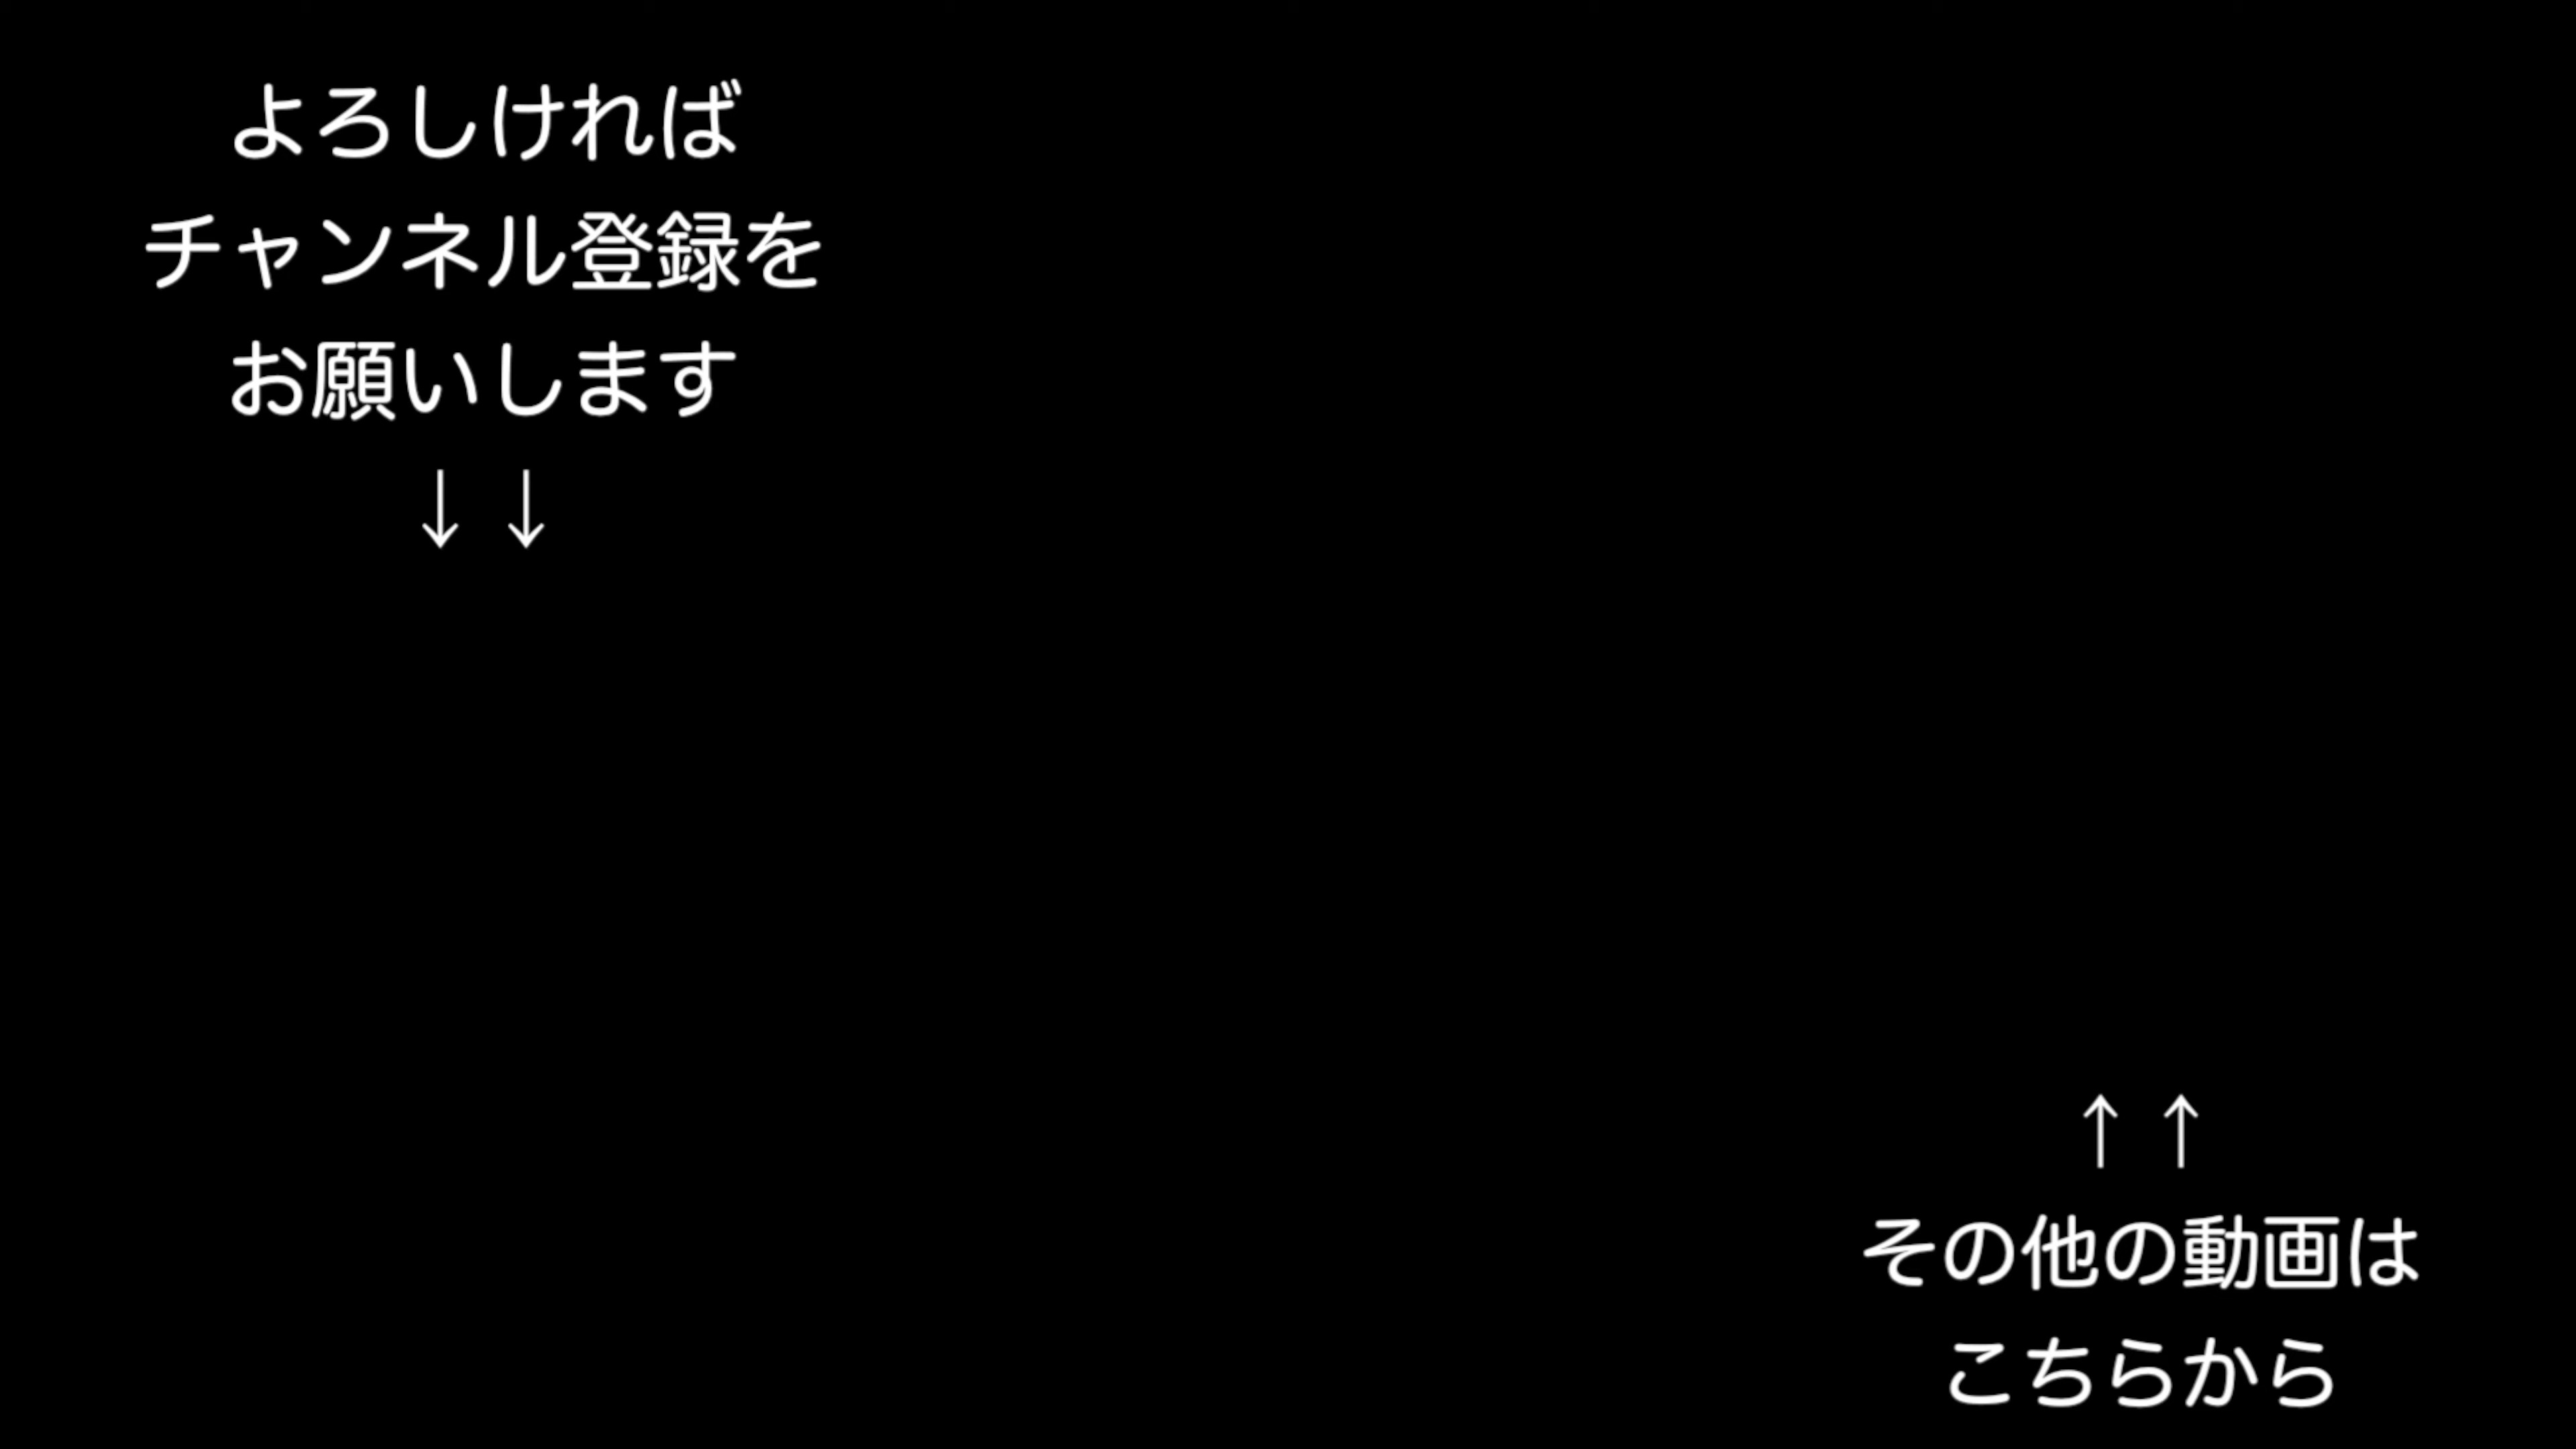 よろしければ
チャンネル登録を
お願いします
↓↓
↑↑
その他の動画は
こちらから